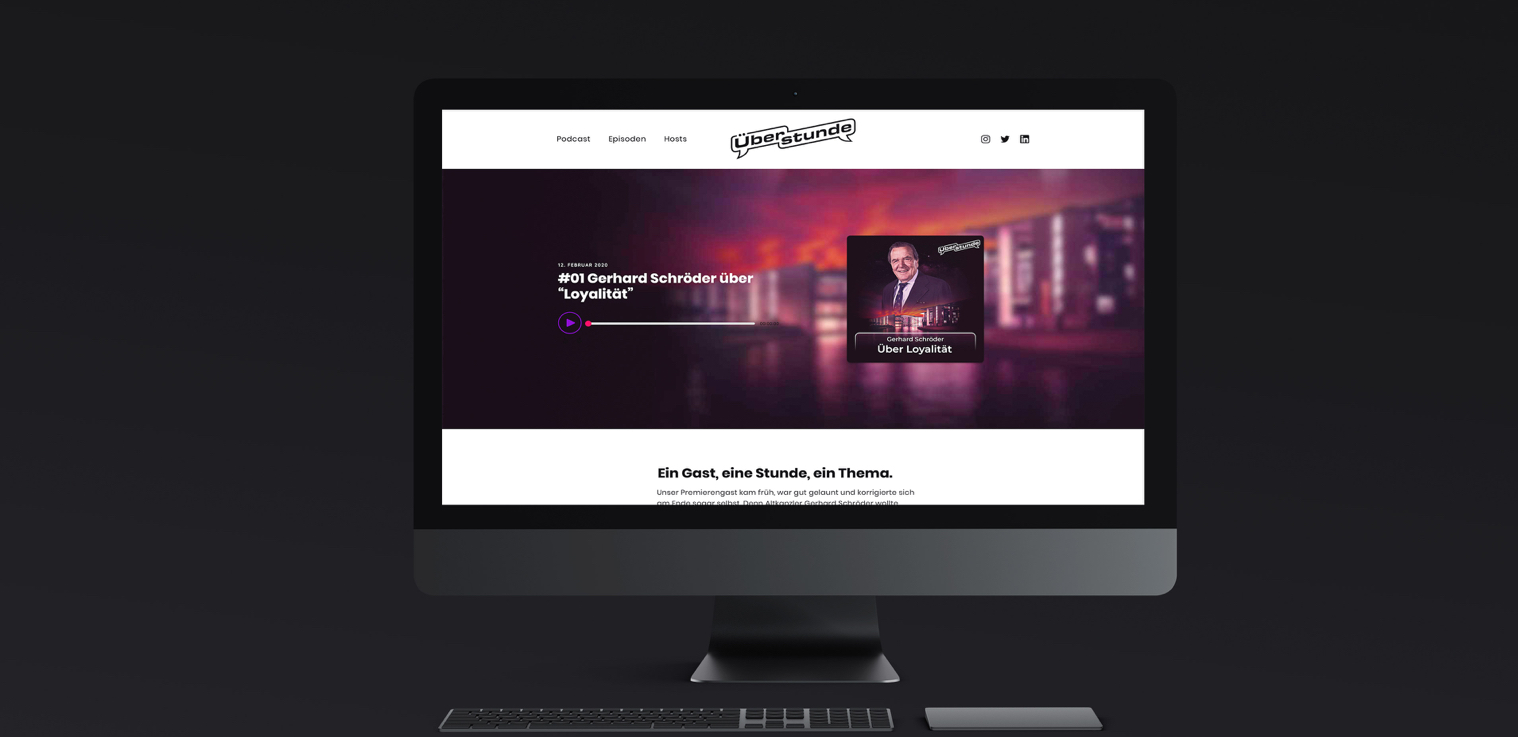 Podcast
Episoden
Hosts
Überstunde
12. FEBRUAR 2020
#01 Gerhard Schröder über
“Loyalität”
Überstunde
Gerhard Schröder
Über Loyalität
Ein Gast, eine Stunde, ein Thema.
Unser Premierengast kam früh, war gut gelaunt und korrigierte sich
am Ende sogar selbst. Denn Altkanzler Gerhard Schröder wollte